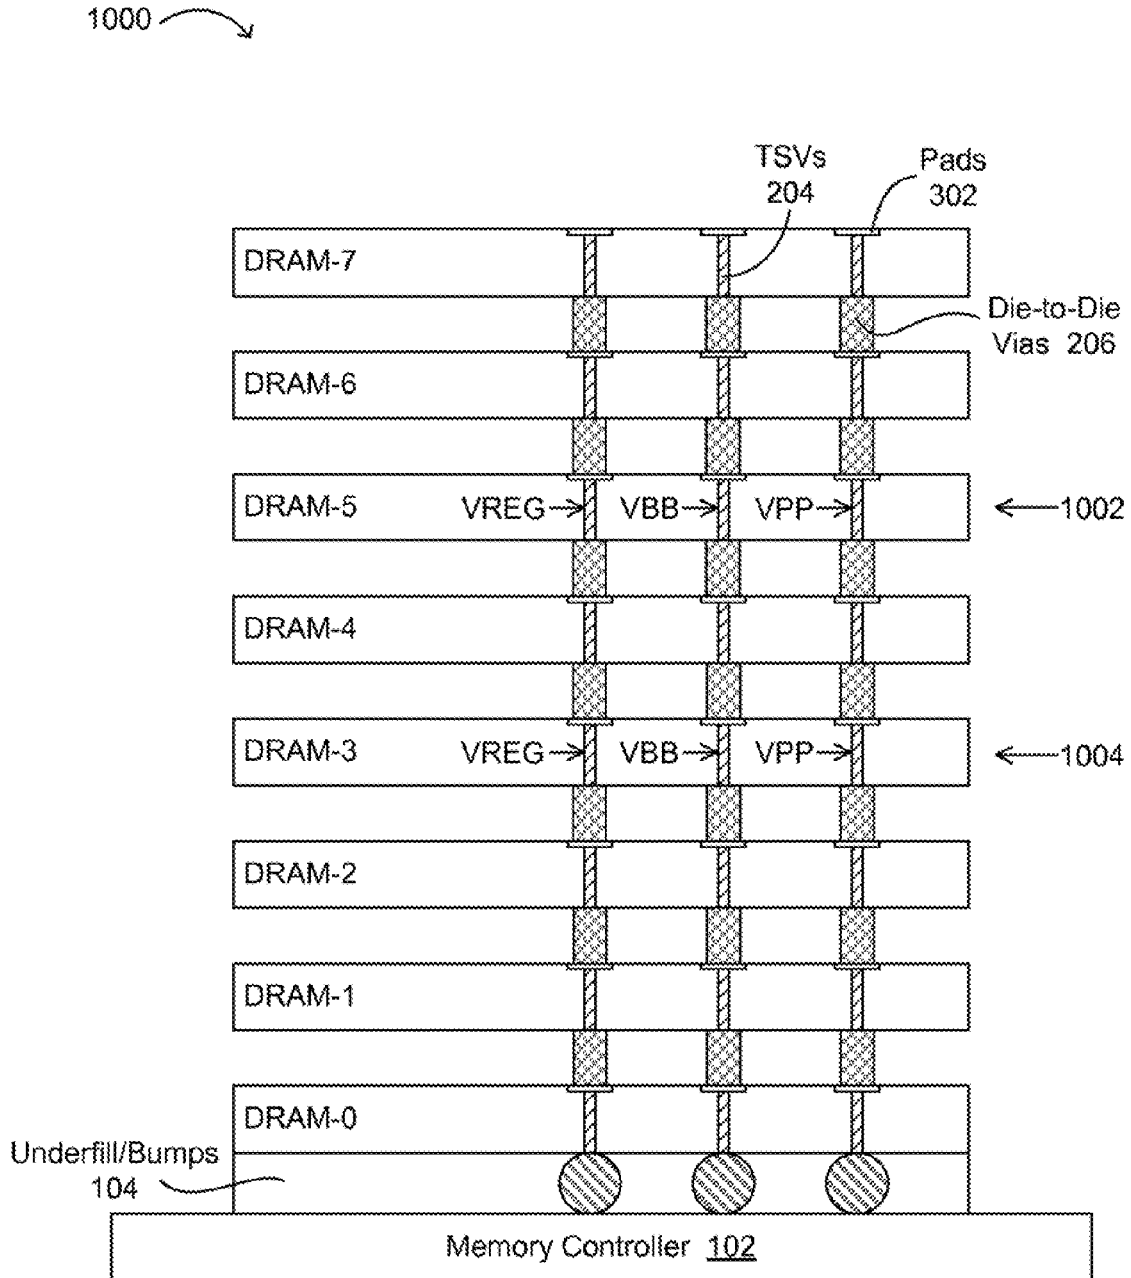 1000
TSVs
204
Pads
302
DRAM-7
Die-to-Die
Vias 206
DRAM-6
DRAM-5 VREG VBB VPP 1002
DRAM-4
DRAM-3 VREG VBB VPP 1004
DRAM-2
DRAM-1
DRAM-0
Underfill/Bumps
104
Memory Controller 102